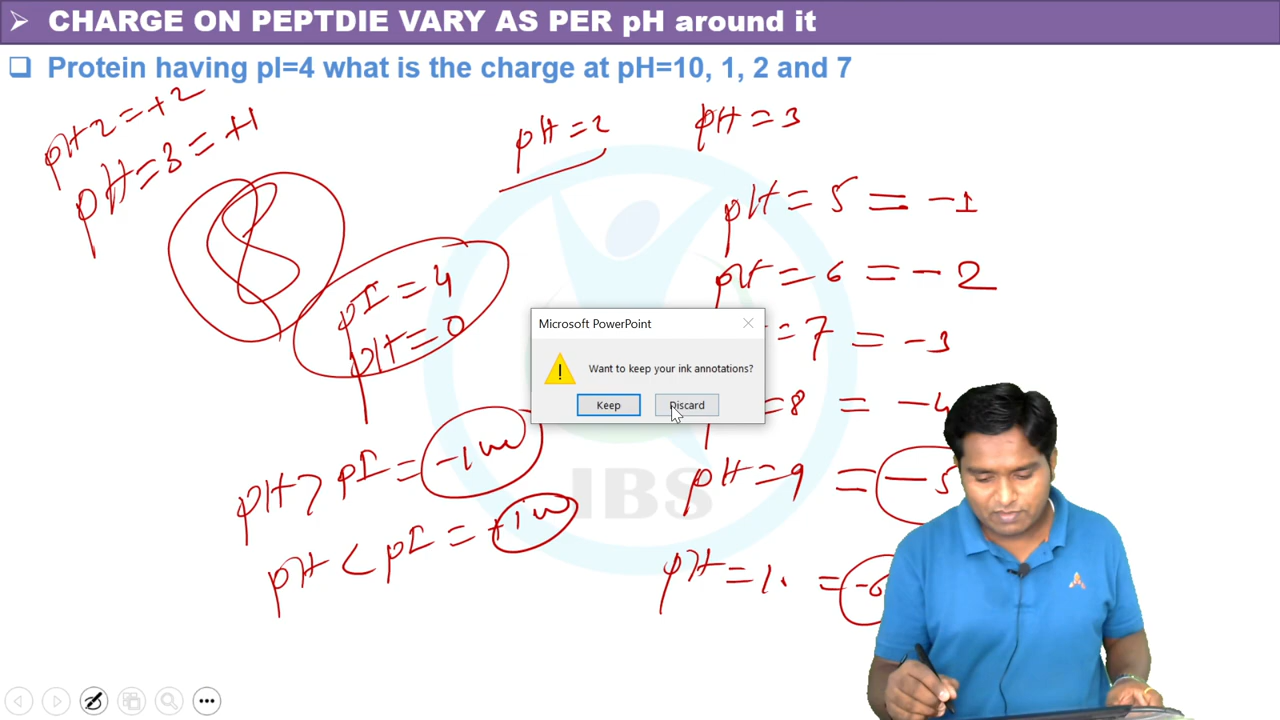 CHARGE ON PEPTDIE VARY AS PER pH around it
Protein having pI=4 what is the charge at pH=10, 1, 2 and 7
pH 2 = +2
pH = 3 = +1
pH = 2
pH = 3
pH = 5 = -1
pI = 4
pH = 6 = -2
pH = 0
= 7 = -3
Microsoft PowerPoint
Want to keep your ink annotations?
Keep
Discard
= 8 = -4
pH > pI = -ive
pH = 9 = -5
pH < pI = +ive
pH = 10 = -6
IBS